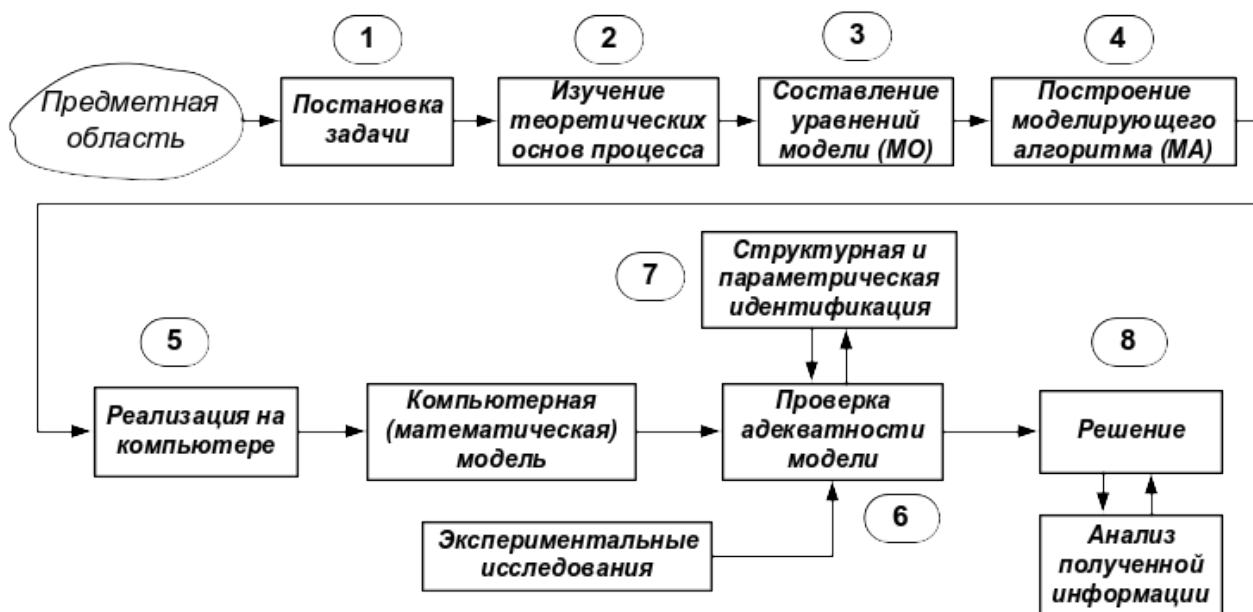 1
2
3
4
Предметная
область
Постановка
задачи
Изучение
теоретических
основ процесса
Составление
уравнений
модели (МО)
Построение
моделирующего
алгоритма (МА)
7
Структурная и
параметрическая
идентификация
5
8
Реализация на
компьютере
Компьютерная
(математическая)
модель
Проверка
адекватности
модели
Решение
6
Экспериментальные
исследования
Анализ
полученной
информации